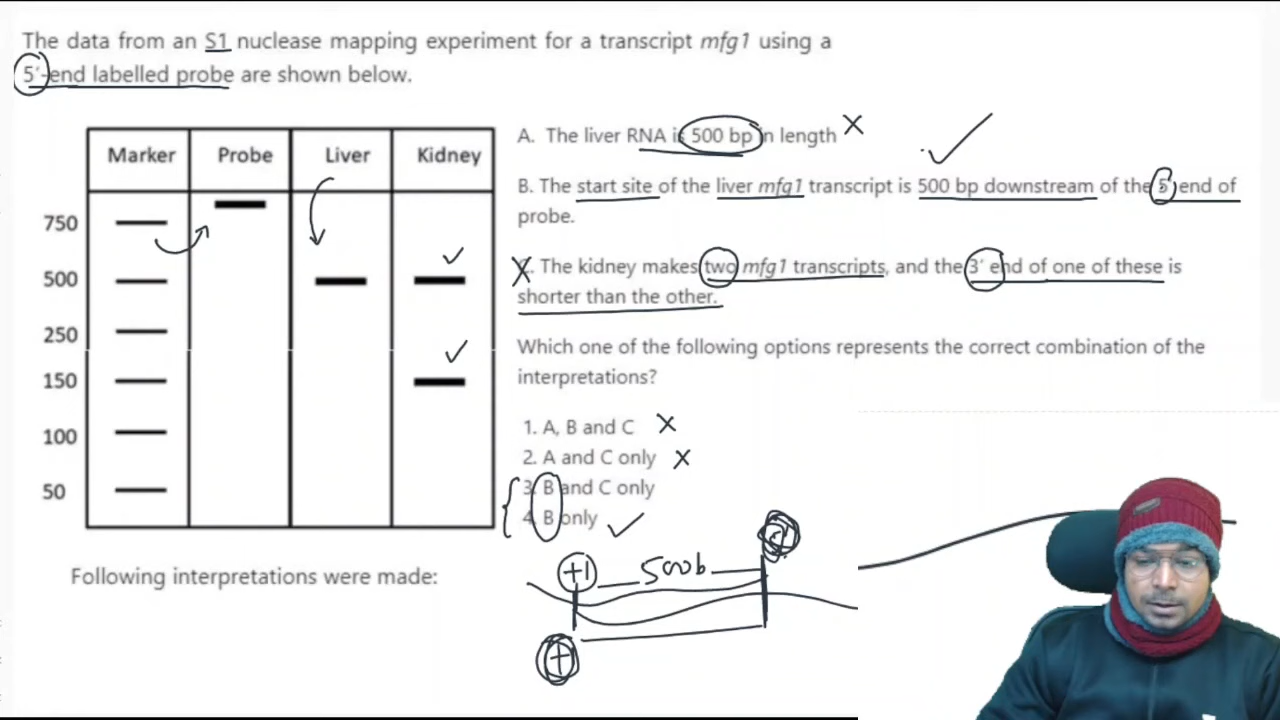 The data from an S1 nuclease mapping experiment for a transcript mfg1 using a
5'-end labelled probe are shown below.
Marker Probe Liver Kidney
750
500
250
150
100
50
Following interpretations were made:
A. The liver RNA is 500 bp in length X
B. The start site of the liver mfg1 transcript is 500 bp downstream of the 5' end of
probe.
C. The kidney makes two mfg1 transcripts, and the 3' end of one of these is
shorter than the other.
Which one of the following options represents the correct combination of the
interpretations?
1. A, B and C X
2. A and C only X
3. B and C only
4. B only
+1 500b
+